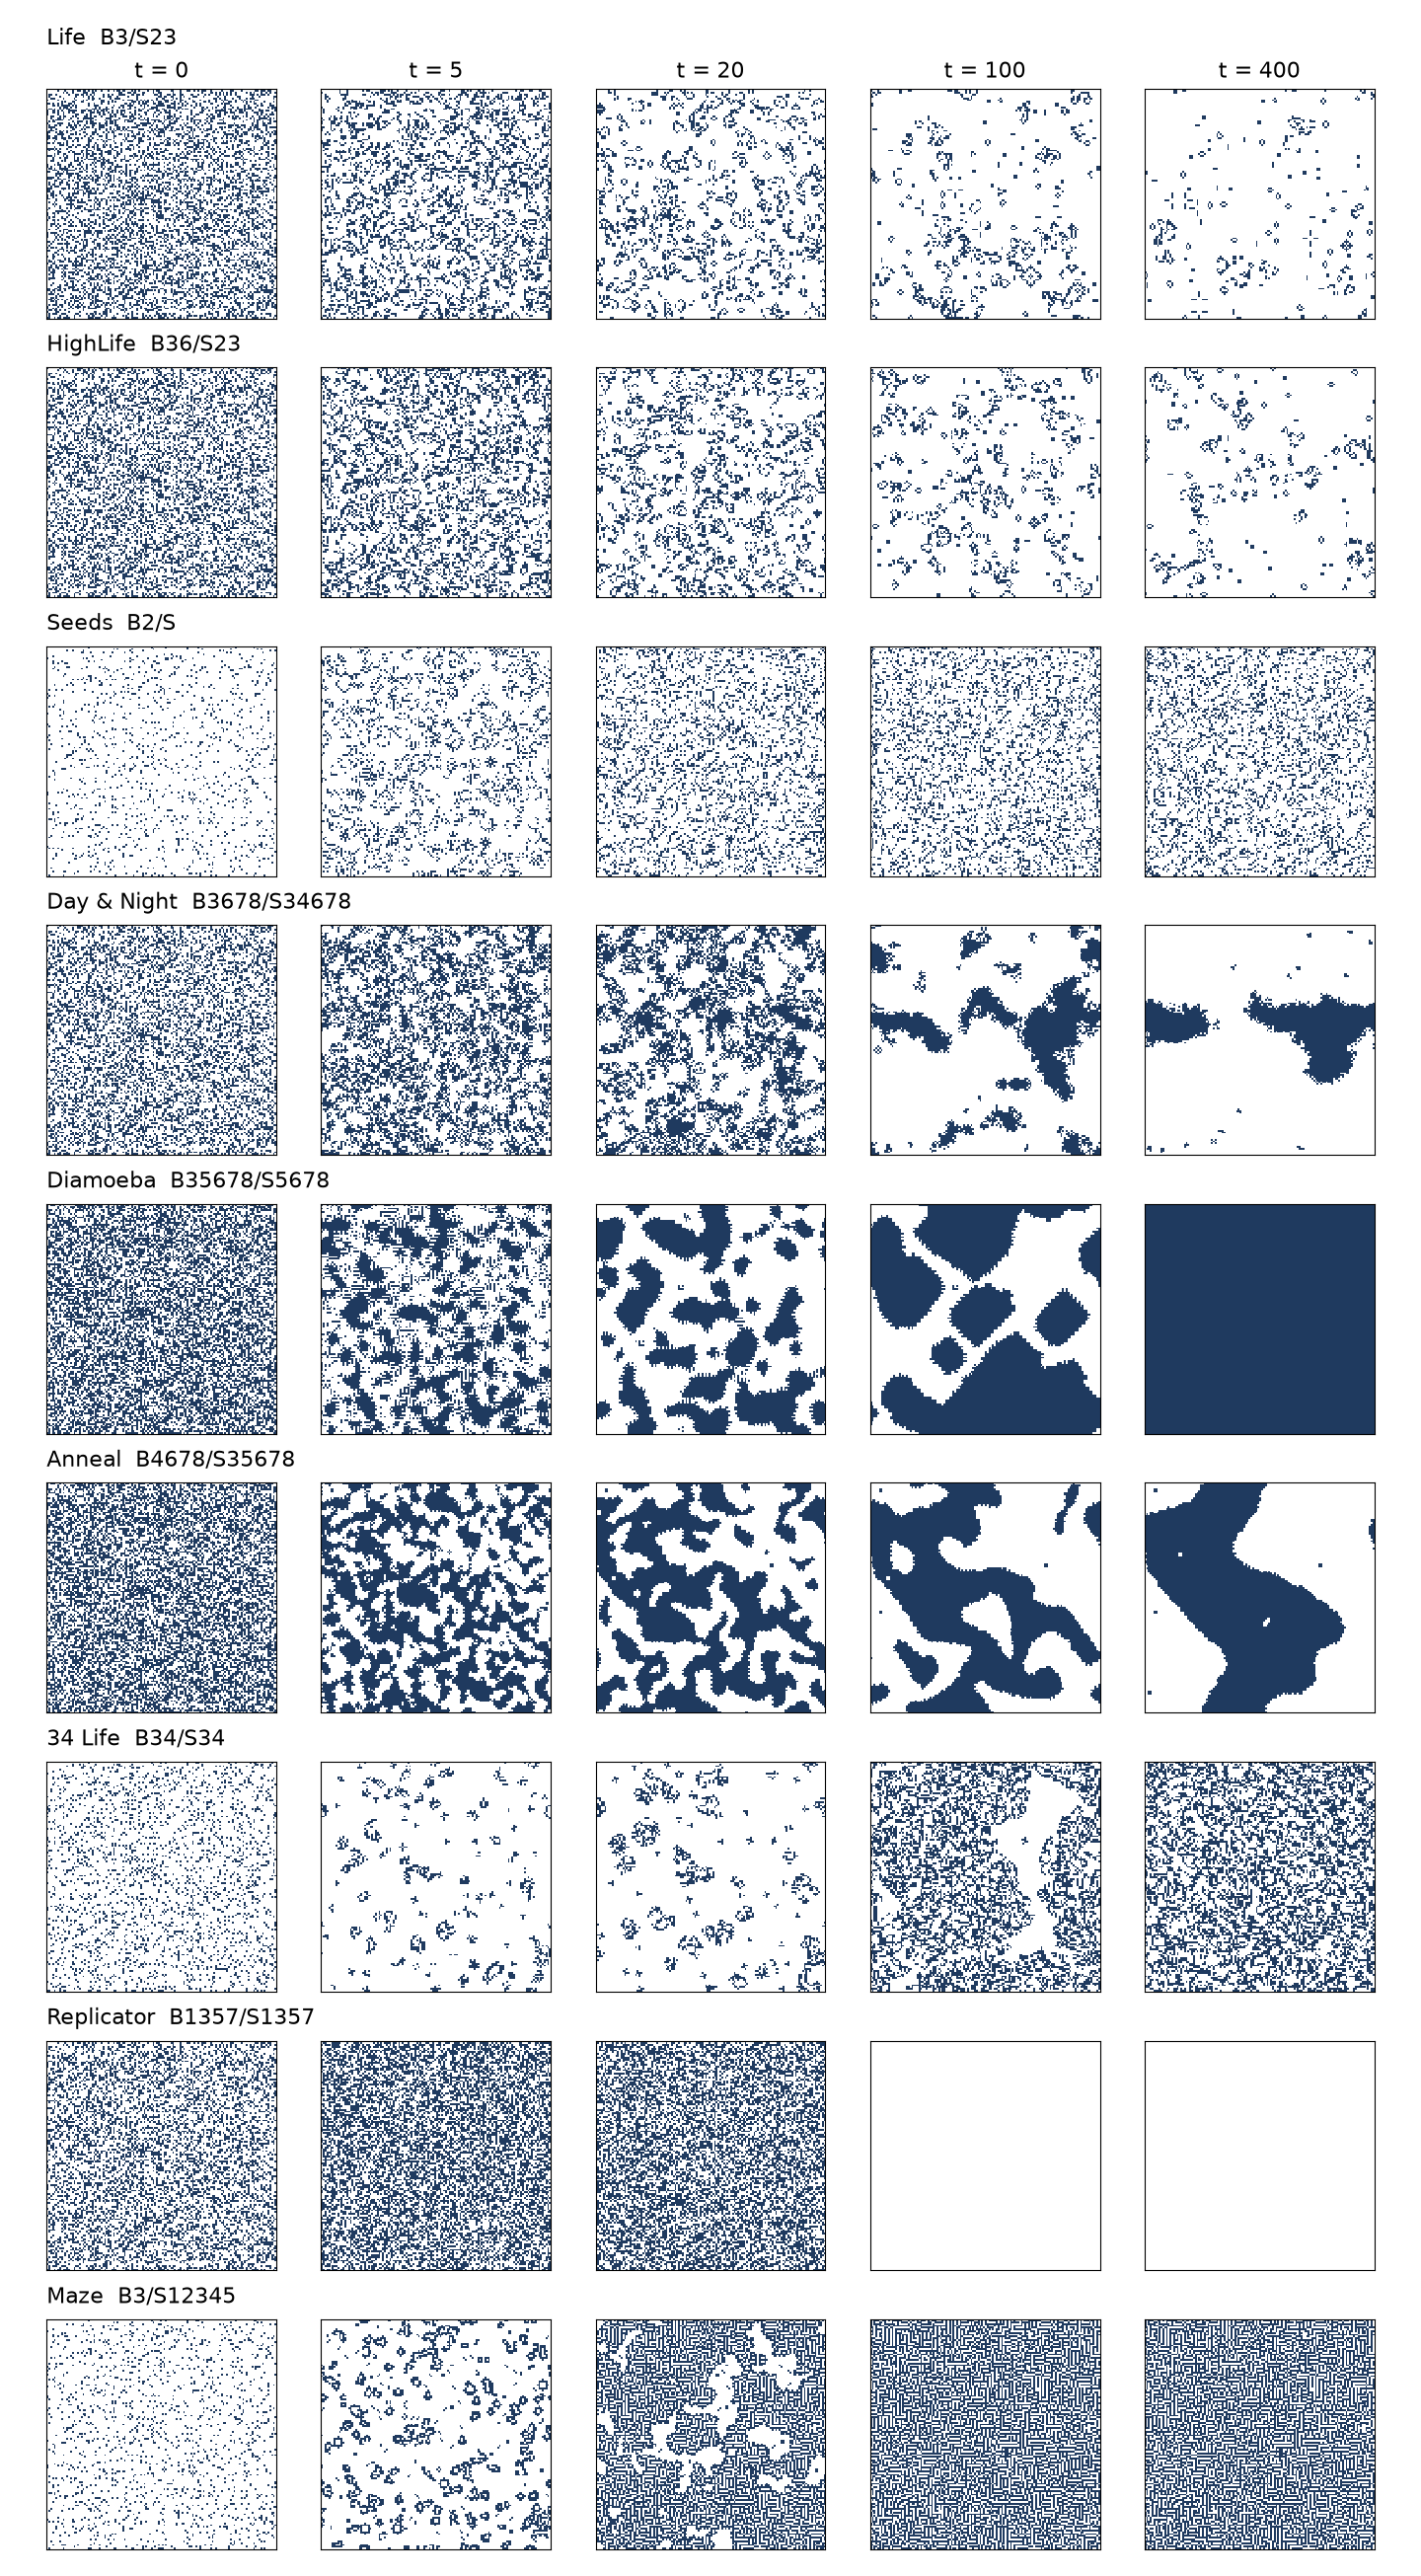 Life B3/S23
t = 0 t = 5 t = 20 t = 100 t = 400
HighLife B36/S23
Seeds B2/S
Day & Night B3678/S34678
Diamoeba B35678/S5678
Anneal B4678/S35678
34 Life B34/S34
Replicator B1357/S1357
Maze B3/S12345